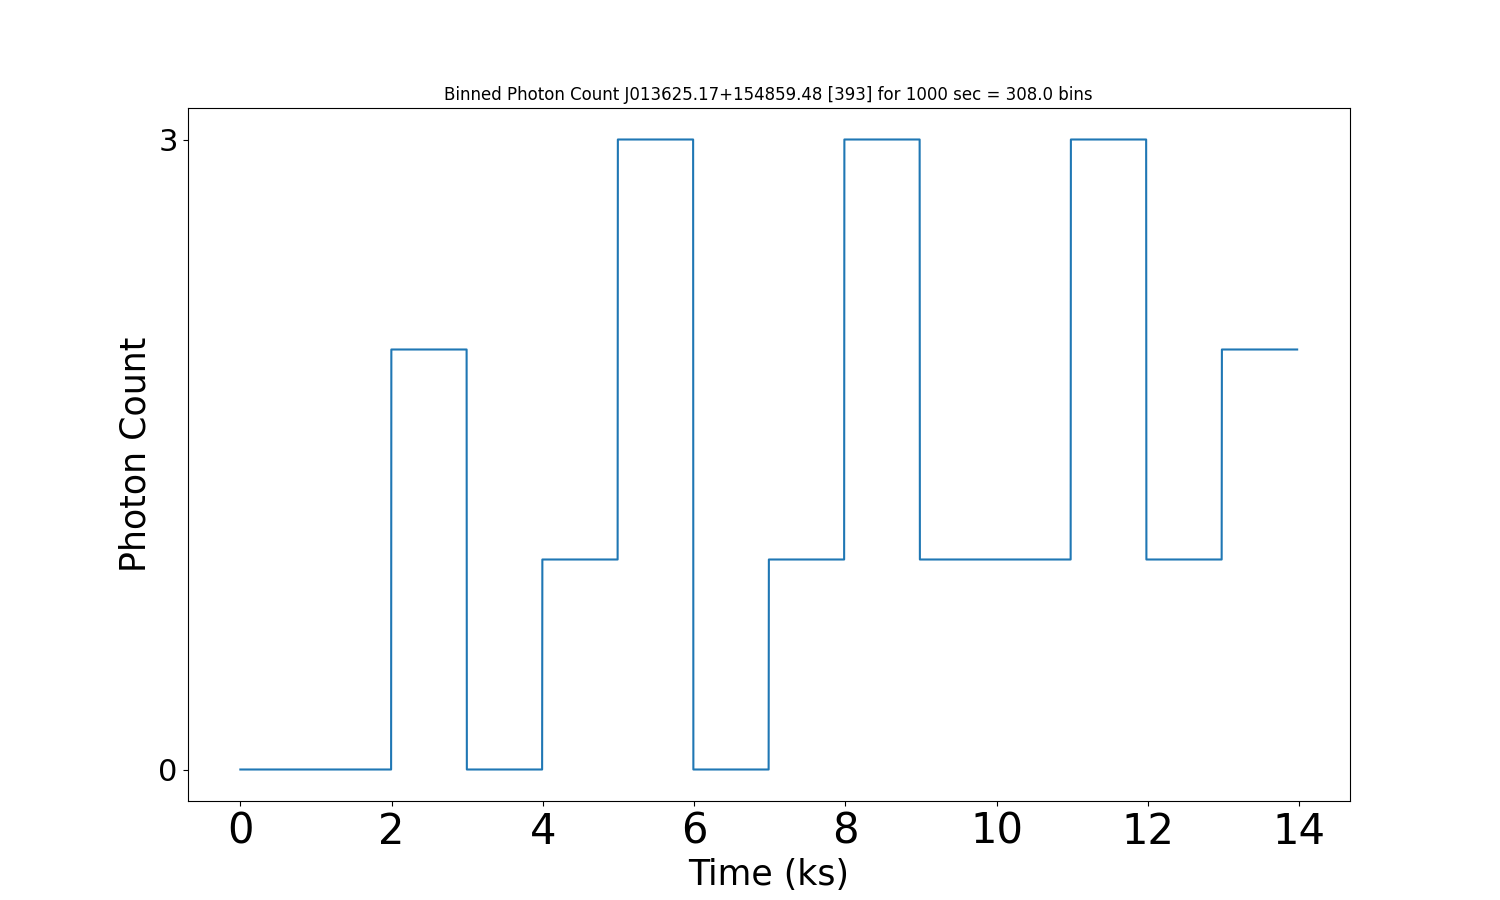 Binned Photon Count J013625.17+154859.48 [393] for 1000 sec = 308.0 bins
3
Photon Count
0
0 2 4 6 8 10 12 14
Time (ks)